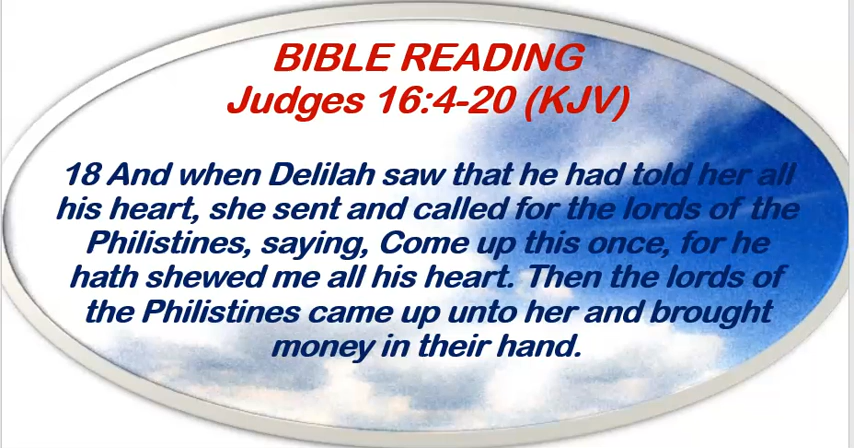 BIBLE READING
Judges 16:4-20 (KJV)
18 And when Delilah saw that he had told her all
his heart, she sent and called for the lords of the
Philistines, saying, Come up this once, for he
hath shewed me all his heart. Then the lords of
the Philistines came up unto her and brought
money in their hand.